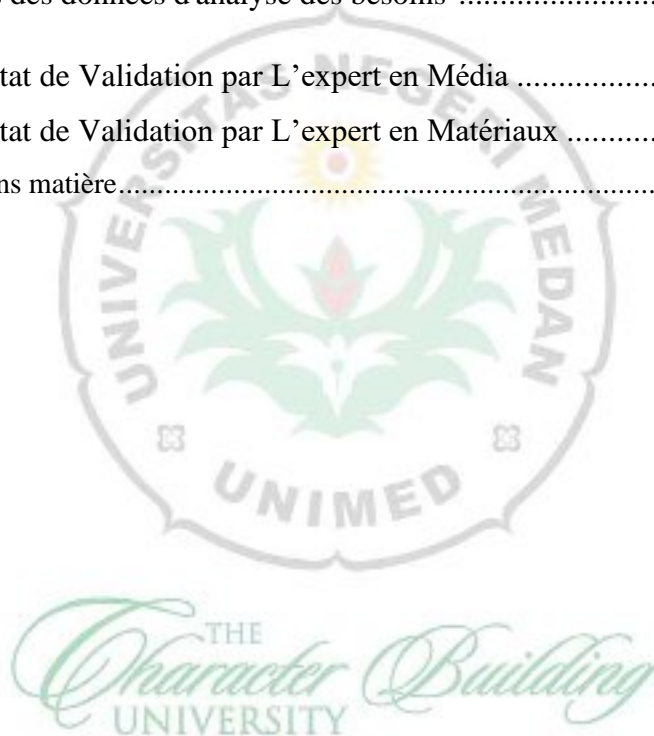 des données d'analyse des besoins ........................
tat de Validation par L’expert en Média .....................
tat de Validation par L’expert en Matériaux .............
ns matière.............................................................................
UNIVERSITAS NEGERI MEDAN
UNIMED
THE
Character Building
UNIVERSITY